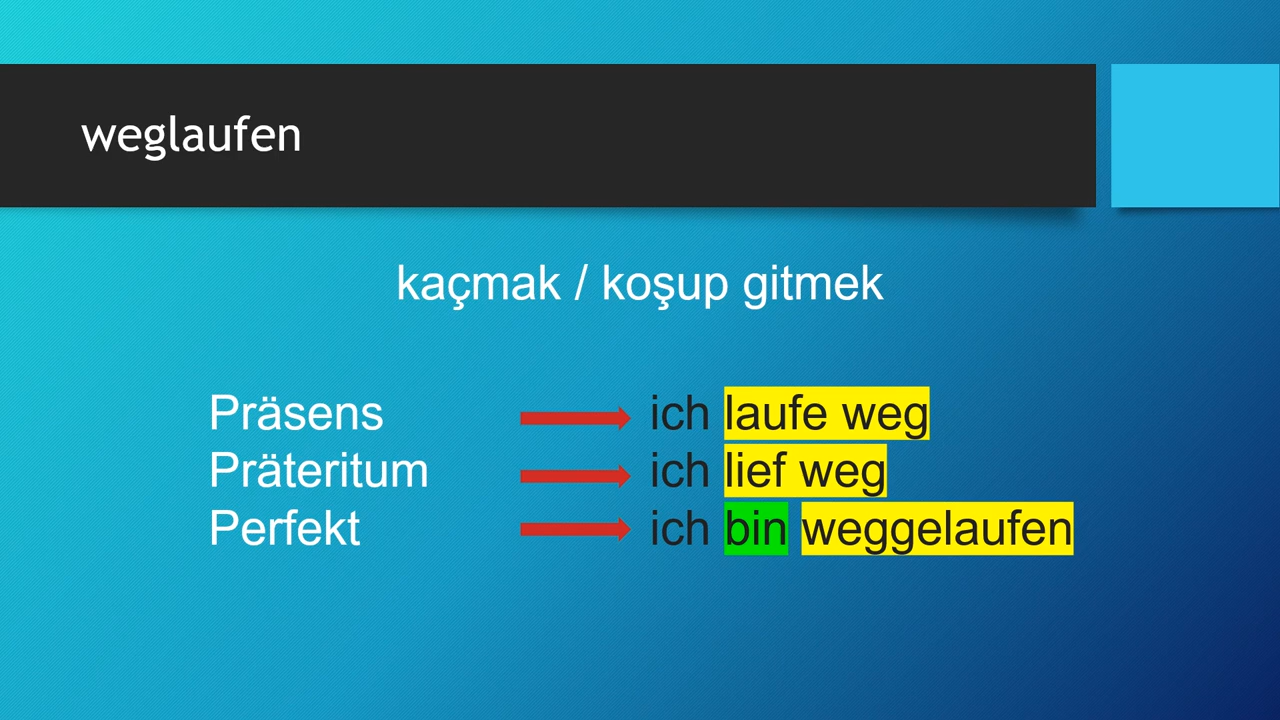 weglaufen
kaçmak / koşup gitmek
Präsens ich laufe weg
Präteritum ich lief weg
Perfekt ich bin weggelaufen